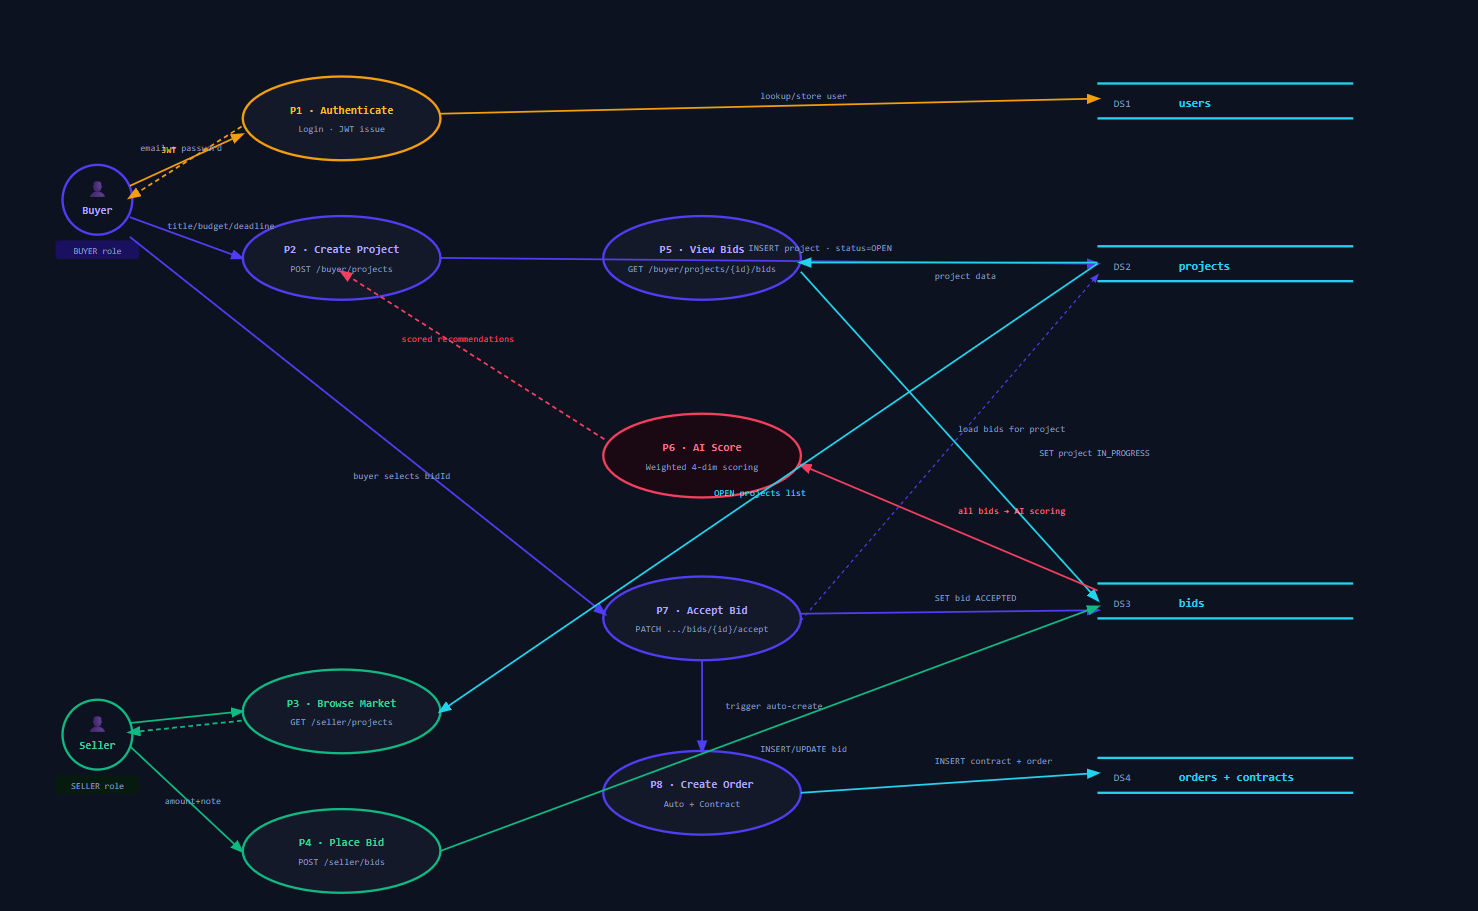 P1 · Authenticate
Login · JWT issue
lookup/store user
DS1 users
email + password
JWT
Buyer
BUYER role
title/budget/deadline
P2 · Create Project
POST /buyer/projects
P5 · View Bids
GET /buyer/projects/{id}/bids
INSERT project · status=OPEN
project data
DS2 projects
scored recommendations
load bids for project
SET project IN_PROGRESS
P6 · AI Score
Weighted 4-dim scoring
buyer selects bidId
OPEN projects list
all bids → AI scoring
P7 · Accept Bid
PATCH .../bids/{id}/accept
SET bid ACCEPTED
DS3 bids
P3 · Browse Market
GET /seller/projects
trigger auto-create
Seller
SELLER role
amount+note
INSERT/UPDATE bid
P8 · Create Order
Auto + Contract
INSERT contract + order
DS4 orders + contracts
P4 · Place Bid
POST /seller/bids